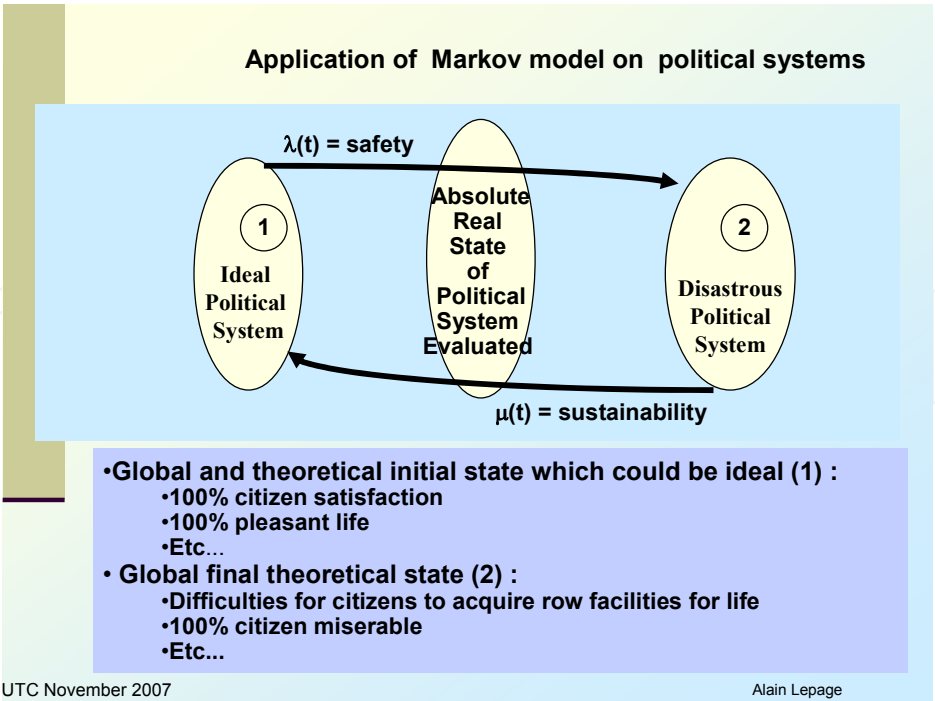 Application of Markov model on political systems
λ(t) = safety
1
Ideal
Political
System
Absolute
Real
State
of
Political
System
Evaluated
2
Disastrous
Political
System
μ(t) = sustainability
•Global and theoretical initial state which could be ideal (1) :
•100% citizen satisfaction
•100% pleasant life
•Etc...
• Global final theoretical state (2) :
•Difficulties for citizens to acquire row facilities for life
•100% citizen miserable
•Etc...
UTC November 2007
Alain Lepage